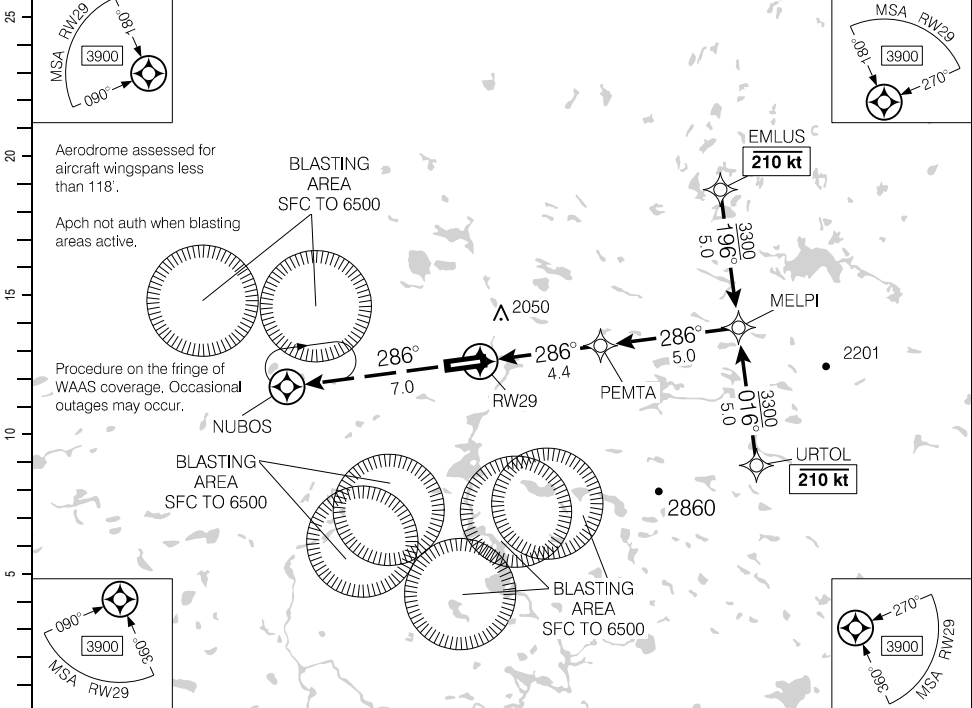 25
20
15
10
5
MSA RW29
180°
3900
090°
MSA RW29
180°
3900
270°
Aerodrome assessed for
aircraft wingspans less
than 118'.
Apch not auth when blasting
areas active.
BLASTING
AREA
SFC TO 6500
EMLUS
210 kt
3300
196°
5.0
MELPI
2050
286°
7.0
286°
4.4
286°
5.0
2201
RW29
PEMTA
Procedure on the fringe of
WAAS coverage. Occasional
outages may occur.
NUBOS
3300
016°
5.0
URTOL
210 kt
BLASTING
AREA
SFC TO 6500
2860
BLASTING
AREA
SFC TO 6500
090°
3900
360°
MSA RW29
270°
3900
360°
MSA RW29